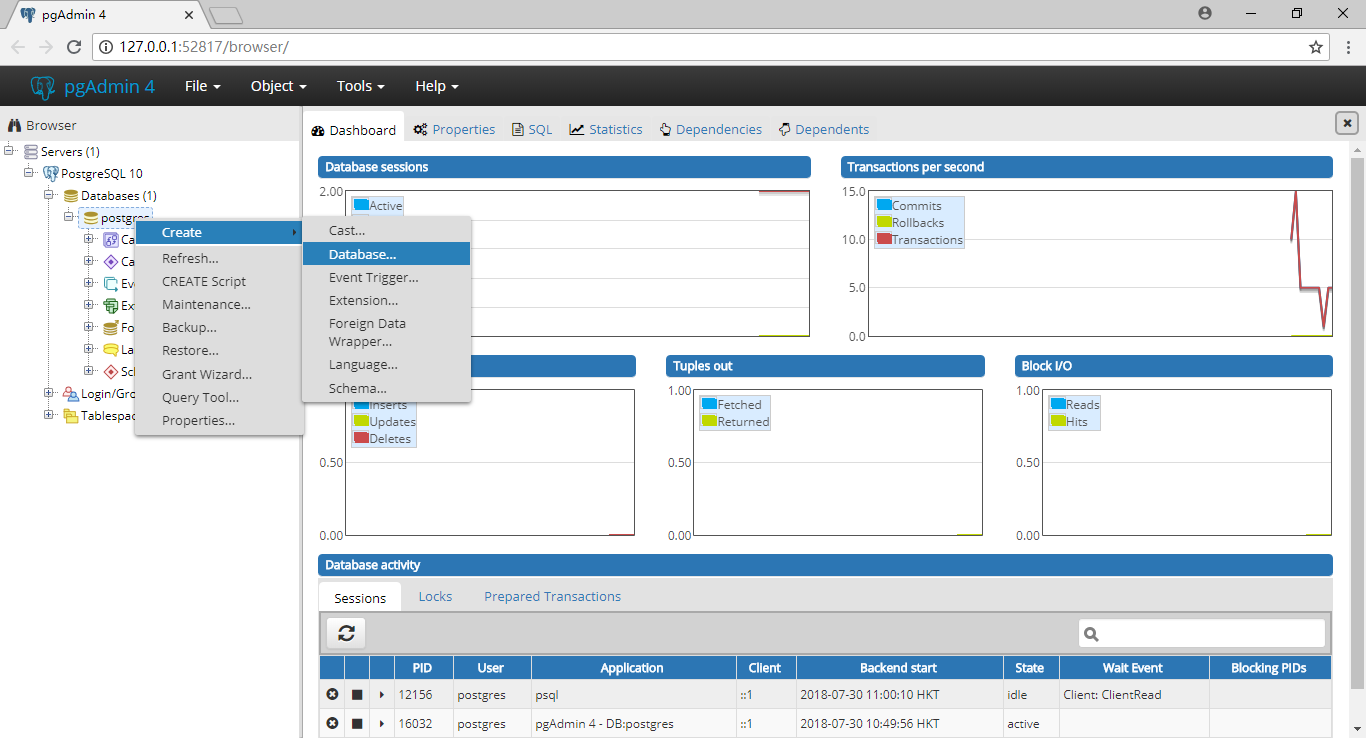 pgAdmin 4
127.0.0.1:52817/browser/
pgAdmin 4 File Object Tools Help
Browser
Servers (1)
PostgreSQL 10
Databases (1)
postgres
Login/Gro
Tablespac
Create
Refresh...
CREATE Script
Maintenance...
Backup...
Restore...
Grant Wizard...
Query Tool...
Properties...
Cast...
Database...
Event Trigger...
Extension...
Foreign Data
Wrapper...
Language...
Schema...
Dashboard Properties SQL Statistics Dependencies Dependents
Database sessions
2.00
Active
Transactions per second
15.0
10.0
5.0
0.0
Commits
Rollbacks
Transactions
Inserts
Updates
Deletes
0.50
0.00
Tuples out
1.00
0.50
0.00
Fetched
Returned
Block I/O
1.00
0.50
0.00
Reads
Hits
Database activity
Sessions Locks Prepared Transactions
PID User Application Client Backend start State Wait Event Blocking PIDs
12156 postgres psql ::1 2018-07-30 11:00:10 HKT idle Client: ClientRead
16032 postgres pgAdmin 4 - DB:postgres ::1 2018-07-30 10:49:56 HKT active